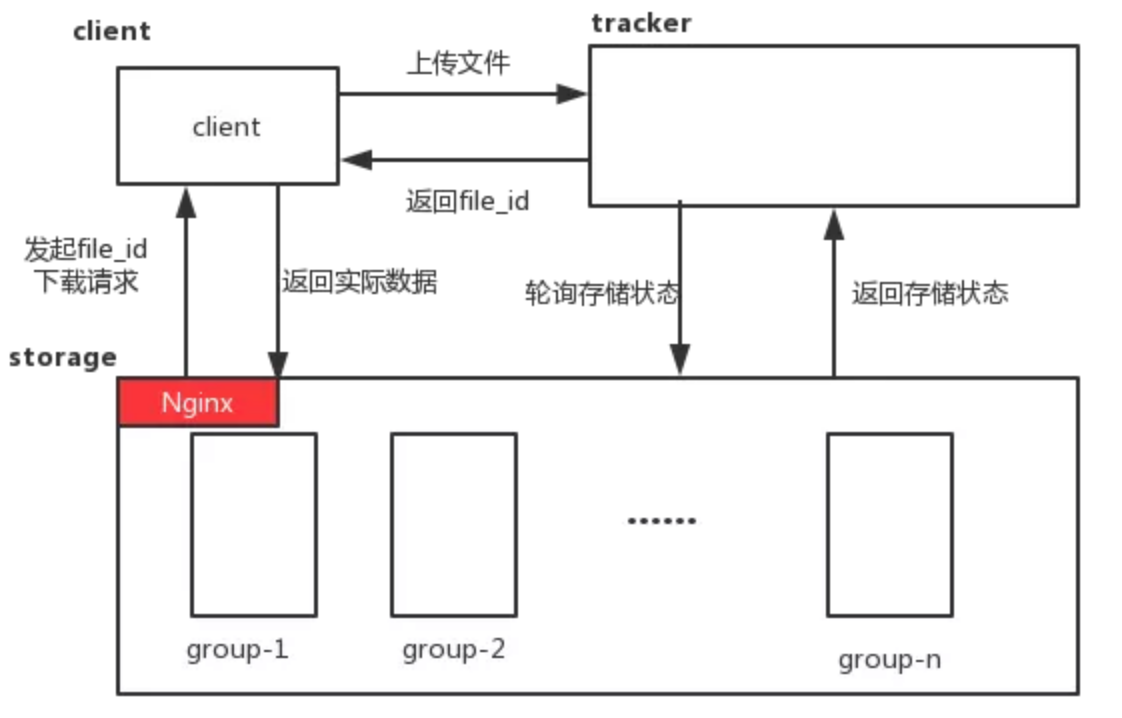 client
tracker
上传文件
client
返回file_id
发起file_id
下载请求
返回实际数据
轮询存储状态
返回存储状态
storage
Nginx
......
group-1
group-2
group-n